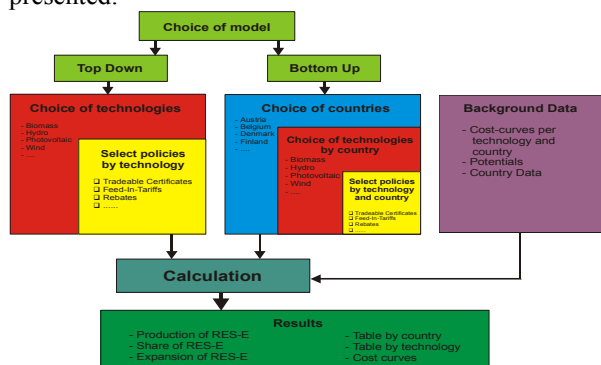 presented.
Choice of model
Top Down
Bottom Up
Choice of technologies
- Biomass
- Hydro
- Photovoltaic
- Wind
- ....
Select policies
by technology
❑ Tradeable Certificates
❑ Feed-In-Tariffs
❑ Rebates
❑ ......
Choice of countries
- Austria
- Belgium
- Denmark
- Finland
- ....
Choice of technologies
by country
- Biomass
- Hydro
- Photovoltaic
- Wind
- ....
Select policies
by technology
and country
❑ Tradeable Certificates
❑ Feed-In-Tariffs
❑ Rebates
❑ ......
Background Data
- Cost-curves per
technology and
country
- Potentials
- Country Data
Calculation
Results
- Production of RES-E
- Share of RES-E
- Expansion of RES-E
- Table by country
- Table by technology
- Cost curves